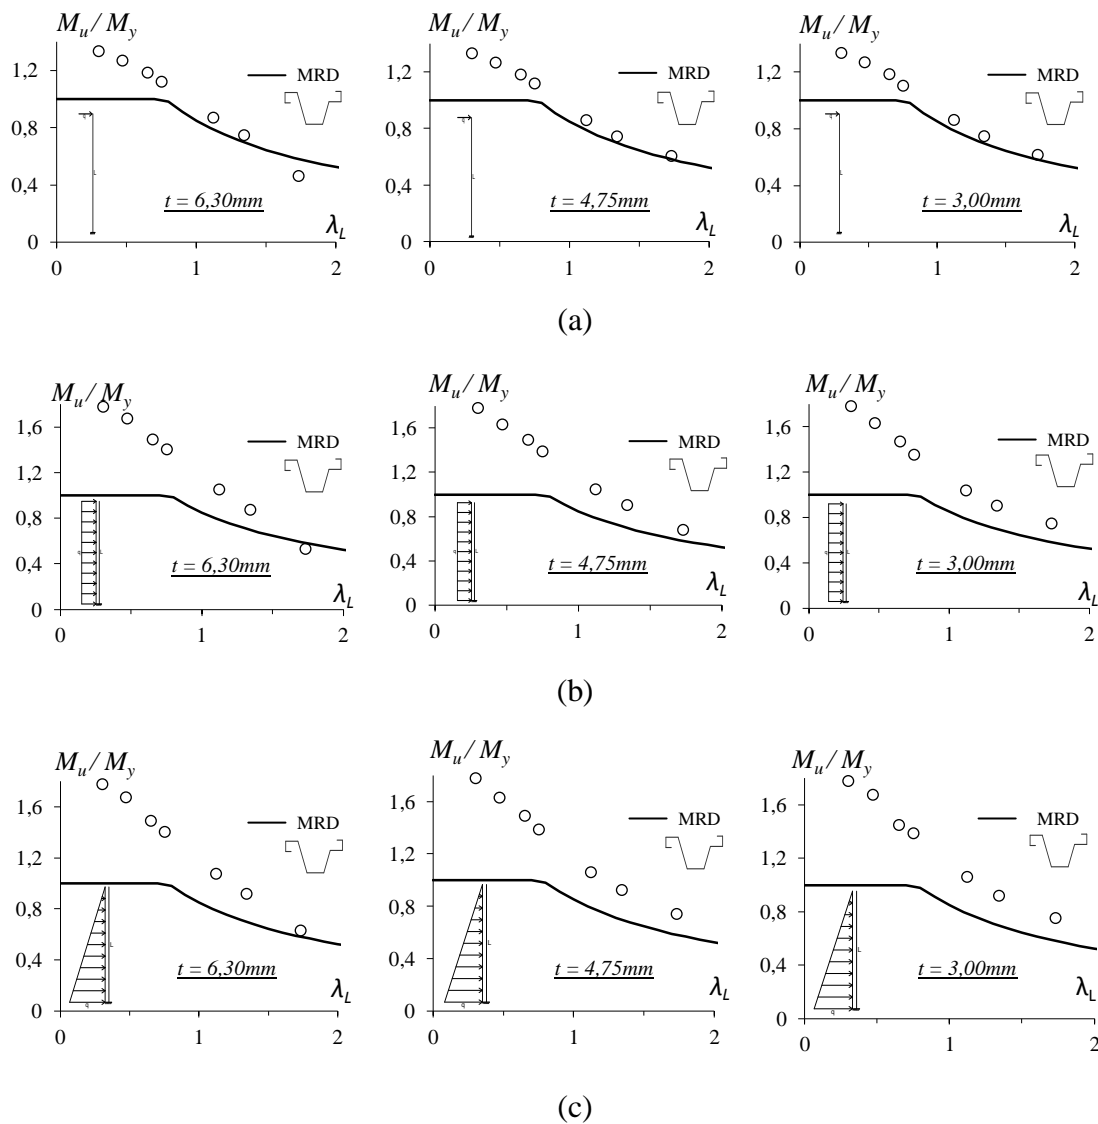 M_u / M_y
1,2
0,8
0,4
0
MRD
q
L
t = 6,30mm
λ_L
0 1 2
M_u / M_y
1,2
0,8
0,4
0
MRD
q
L
t = 4,75mm
λ_L
0 1 2
M_u / M_y
1,2
0,8
0,4
0
MRD
q
L
t = 3,00mm
λ_L
0 1 2
(a)
M_u / M_y
1,6
1,2
0,8
0,4
0
MRD
q
L
t = 6,30mm
λ_L
0 1 2
M_u / M_y
1,6
1,2
0,8
0,4
0
MRD
q
L
t = 4,75mm
λ_L
0 1 2
M_u / M_y
1,6
1,2
0,8
0,4
0
MRD
q
L
t = 3,00mm
λ_L
0 1 2
(b)
M_u / M_y
1,6
1,2
0,8
0,4
0
MRD
L
q
t = 6,30mm
λ_L
0 1 2
M_u / M_y
1,6
1,2
0,8
0,4
0
MRD
L
q
t = 4,75mm
λ_L
0 1 2
M_u / M_y
1,6
1,2
0,8
0,4
0
MRD
L
q
t = 3,00mm
λ_L
0 1 2
(c)